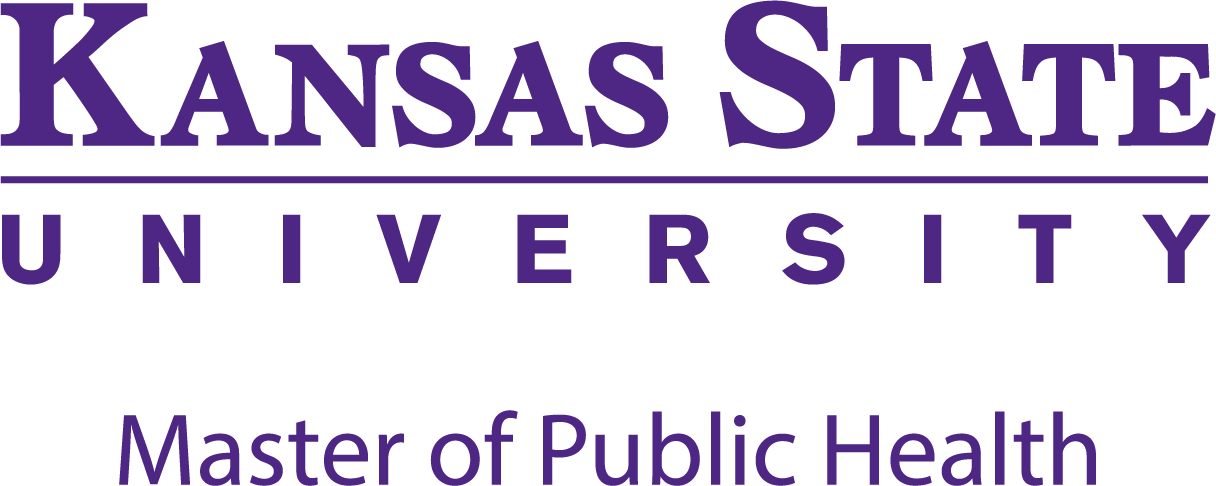 KANSAS STATE
UNIVERSITY
Master of Public Health